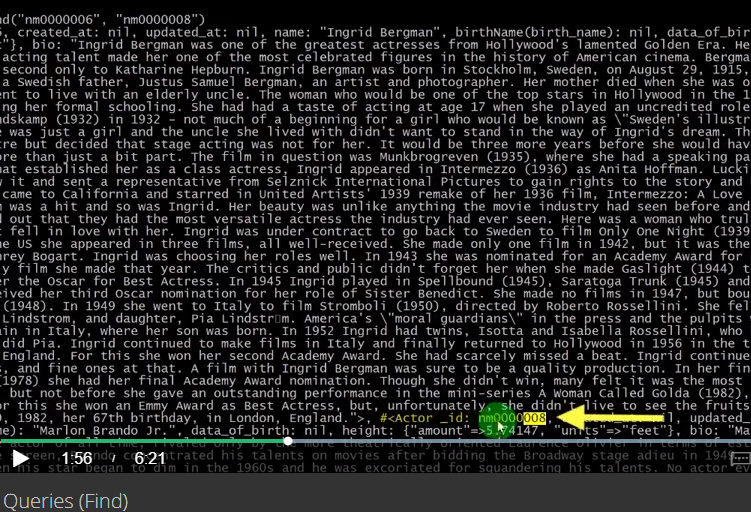 nd("nm0000006", "nm0000008")
, created_at: nil, updated_at: nil, name: "Ingrid Bergman", birthName(birth_name): nil, data_of_bir
"}, bio: "Ingrid Bergman was one of the greatest actresses from Hollywood's lamented Golden Era. He
acting talent made her one of the most celebrated figures in the history of American cinema. Bergma
second only to Katharine Hepburn. Ingrid Bergman was born in Stockholm, Sweden, on August 29, 1915,
a Swedish father, Justus Samuel Bergman, an artist and photographer. Her mother died when she was
ent to live with an elderly uncle. The woman who would be one of the top stars in Hollywood in the 1
ing her formal schooling. She had had a taste of acting at age 17 when she played an uncredited role
ndskamp (1932) in 1932 - not much of a beginning for a girl who would be known as \"Sweden's illustr
e was just a girl and the uncle she lived with didn't want to stand in the way of Ingrid's dream. Th
tre but decided that stage acting was not for her. It would be three more years before she would hav
ore than just a bit part. The film in question was Munkbrogreven (1935), where she had a speaking pa
hat established her as a class actress, Ingrid appeared in Intermezzo (1936) as Anita Hoffman. Lucki
w it and sent a representative from Selznick International Pictures to gain rights to the story and
came to California and starred in United Artists' 1939 remake of her 1936 film, Intermezzo: A Love
m was a hit and so was Ingrid. Her beauty was unlike anything the movie industry had seen before and
d out that they had the most versatile actress the industry had ever seen. Here was a woman who trul
t fell in love with her. Ingrid was under contract to go back to Sweden to film Only One Night (1939
he US she appeared in three films, all well-received. She made only one film in 1942, but it was the
hrey Bogart. Ingrid was choosing her roles well. In 1943 she was nominated for an Academy Award for
y film she made that year. The critics and public didn't forget her when she made Gaslight (1944) t
er the Oscar for Best Actress. In 1945 Ingrid played in Spellbound (1945), Saratoga Trunk (1945) and
eived her third Oscar nomination for her role of Sister Benedict. She made no films in 1947, but bou
(1948). In 1949 she went to Italy to film Stromboli (1950), directed by Roberto Rossellini. She fel
Lindstrom, and daughter, Pia Lindstr□m. America's \"moral guardians\" in the press and the pulpits
ain in Italy, where her son was born. In 1952 Ingrid had twins, Isotta and Isabella Rossellini, who
did Pia. Ingrid continued to make films in Italy and finally returned to Hollywood in 1956 in the t
England. For this she won her second Academy Award. She had scarcely missed a beat. Ingrid continue
s, and fine ones at that. A film with Ingrid Bergman was sure to be a quality production. In her fin
(1978) she had her final Academy Award nomination. Though she didn't win, many felt it was the most
, but not before she gave an outstanding performance in the mini-series A Woman Called Golda (1982),
or this she won an Emmy Award as Best Actress, but, unfortunately, she didn't live to see the fruit
, 1982, her 67th birthday, in London, England.">, #<Actor _id: nm0000008
me): "Marlon Brando Jr.", data_of_birth: nil, height: {"amount"=>5.74147, "units"=>"feet"}, bio: "Ma
1:56 / 6:21
Queries (Find)